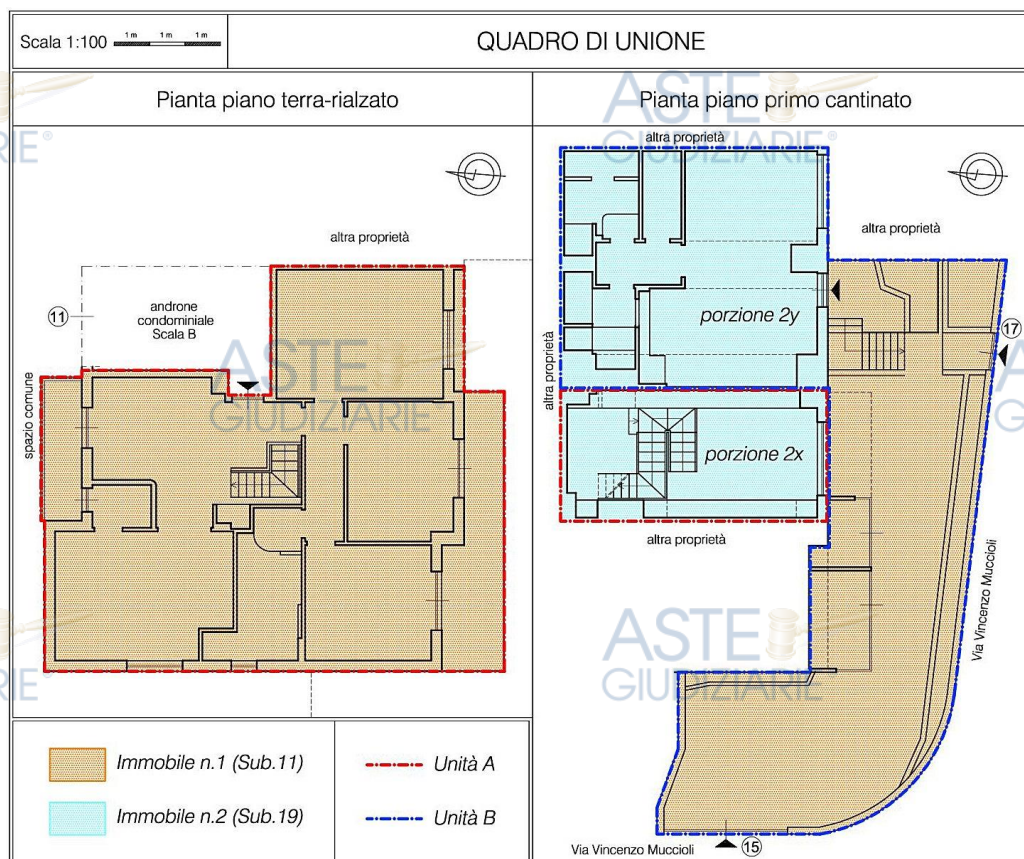 Scala 1:100
1 m 1 m 1 m
QUADRO DI UNIONE
Pianta piano terra-rialzato
Pianta piano primo cantinato
ASTE
GIUDIZIARIE®
altra proprietà
altra proprietà
altra proprietà
11
androne
condominiale
Scala B
spazio comune
ASTE
GIUDIZIARIE®
altra proprietà
porzione 2y
porzione 2x
17
altra proprietà
Via Vincenzo Muccioli
ASTE
GIUDIZIARIE®
RIE®
RIE®
Immobile n.1 (Sub.11)
Immobile n.2 (Sub.19)
Unità A
Unità B
Via Vincenzo Muccioli
15